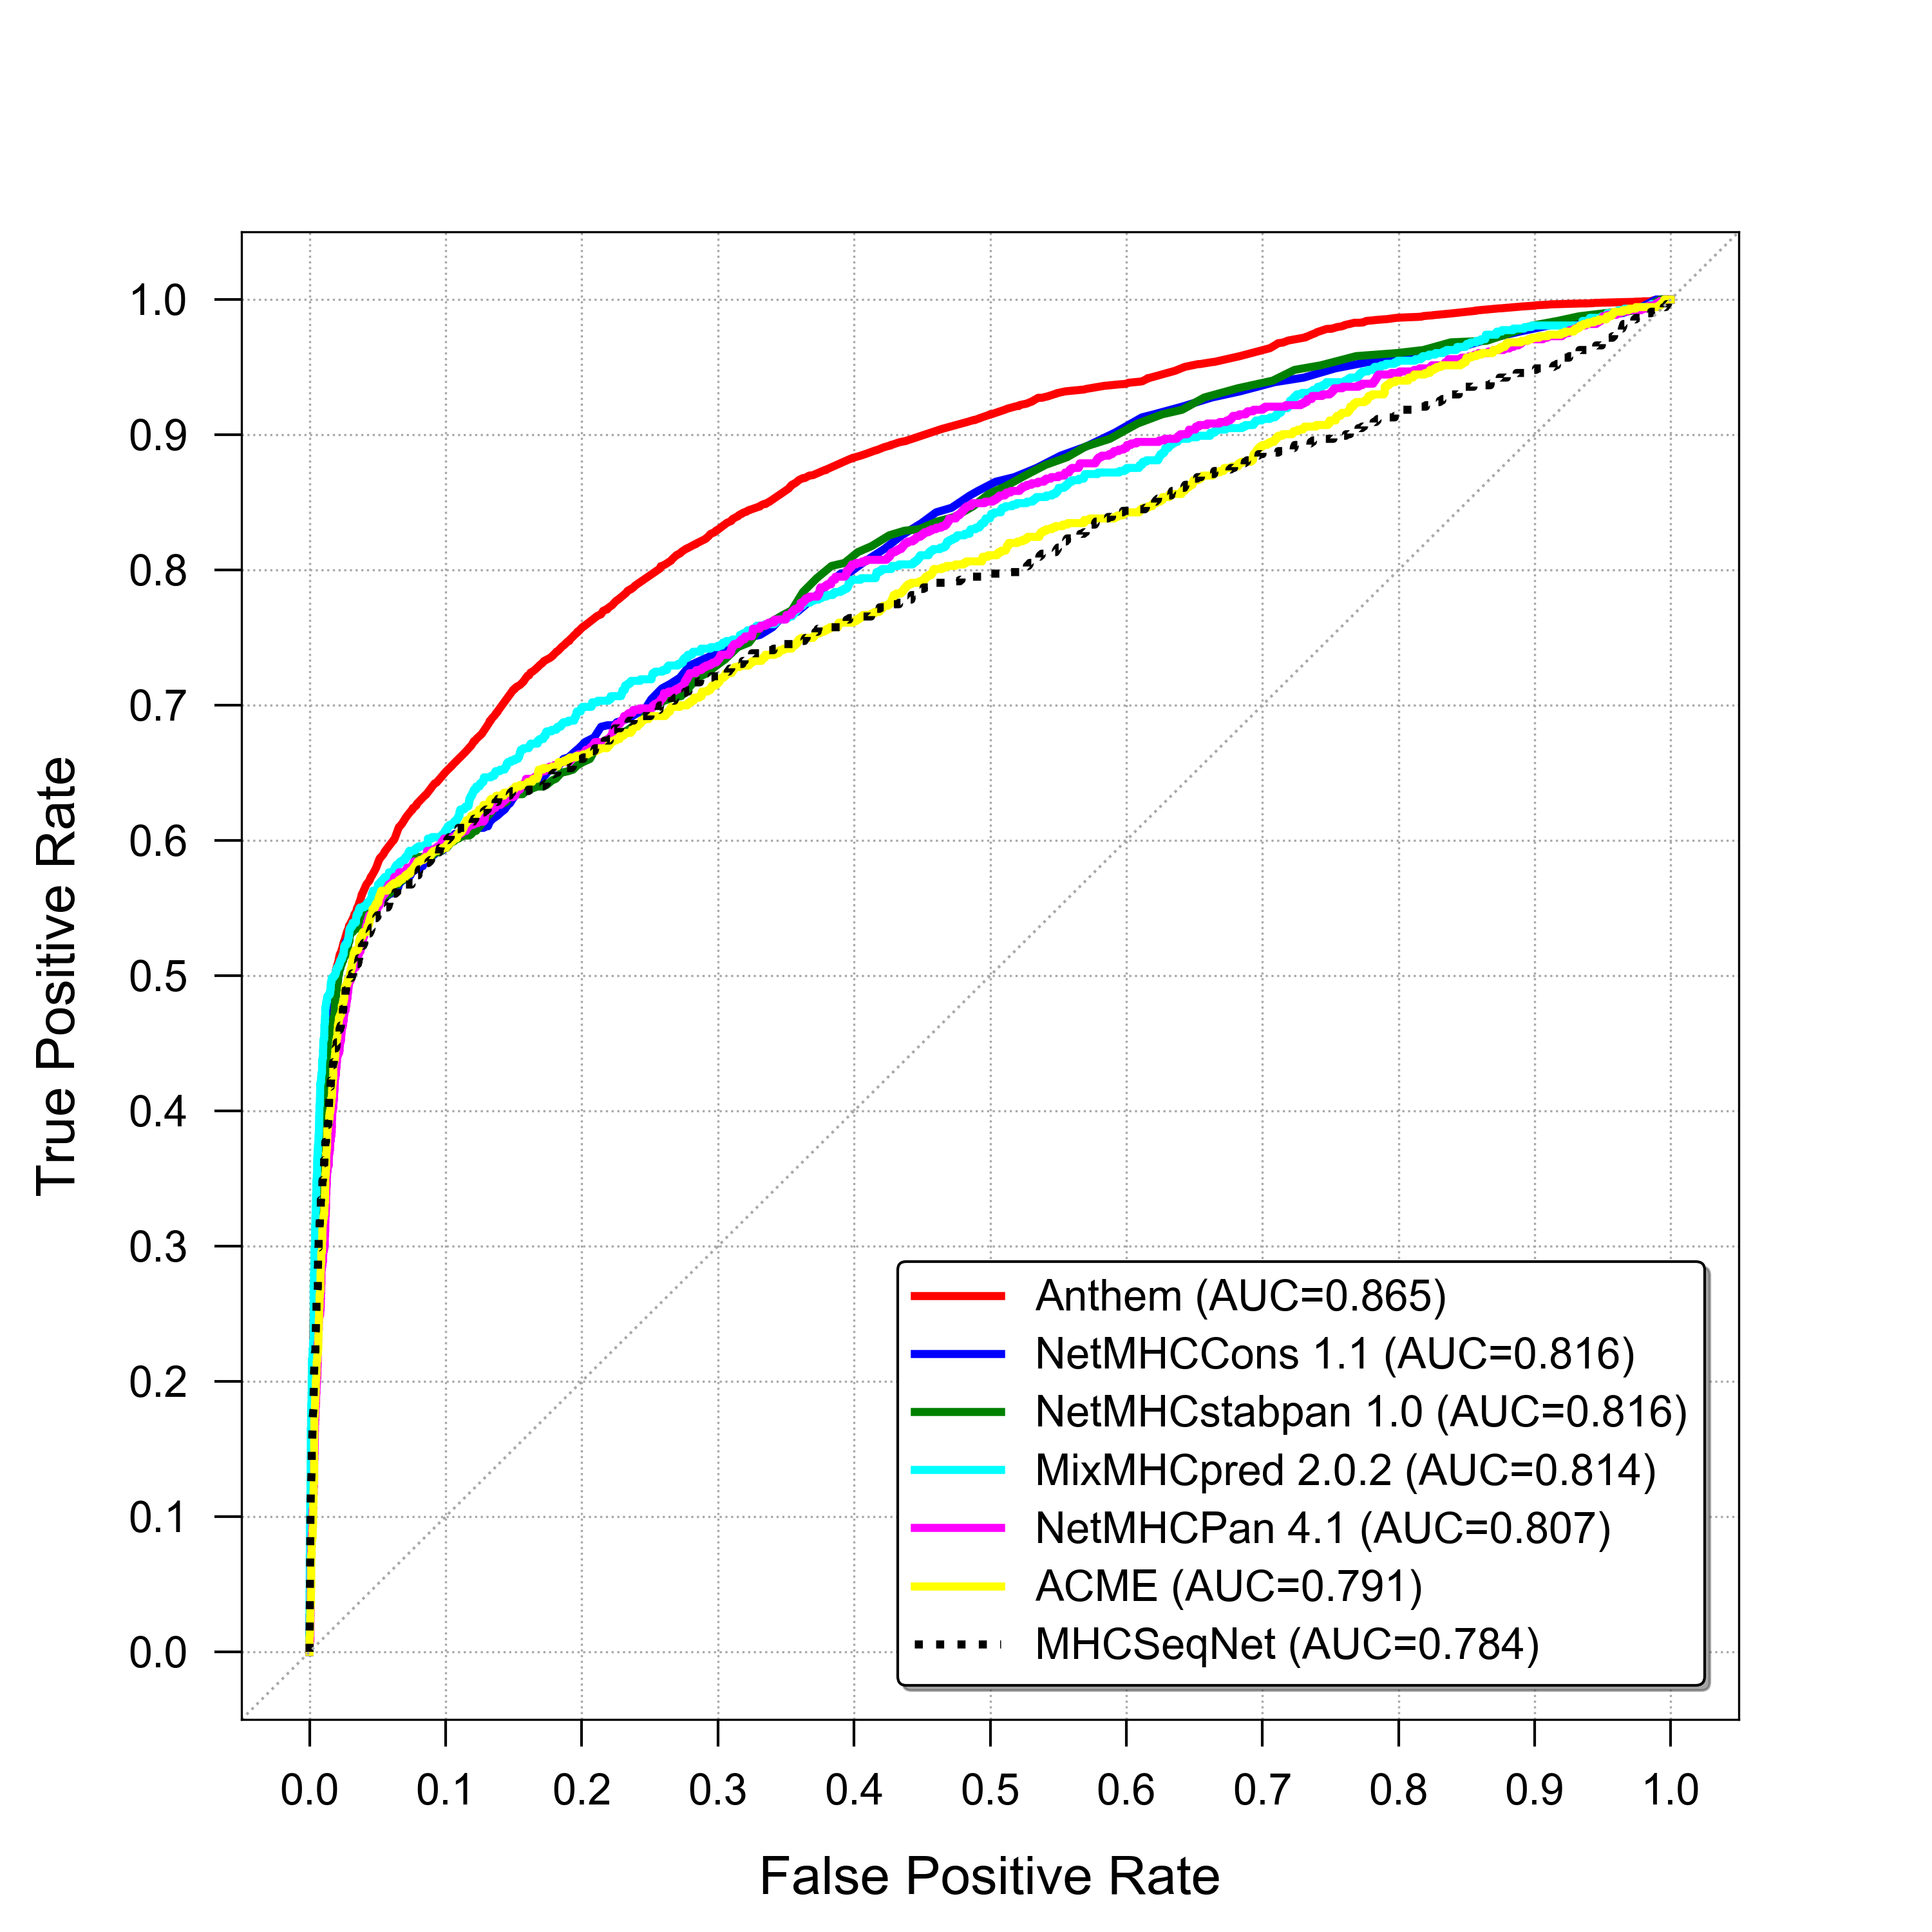 True Positive Rate
1.0
0.9
0.8
0.7
0.6
0.5
0.4
0.3
0.2
0.1
0.0
Anthem (AUC=0.865)
NetMHCCons 1.1 (AUC=0.816)
NetMHCstabpan 1.0 (AUC=0.816)
MixMHCpred 2.0.2 (AUC=0.814)
NetMHCPan 4.1 (AUC=0.807)
ACME (AUC=0.791)
MHCSeqNet (AUC=0.784)
0.0 0.1 0.2 0.3 0.4 0.5 0.6 0.7 0.8 0.9 1.0
False Positive Rate